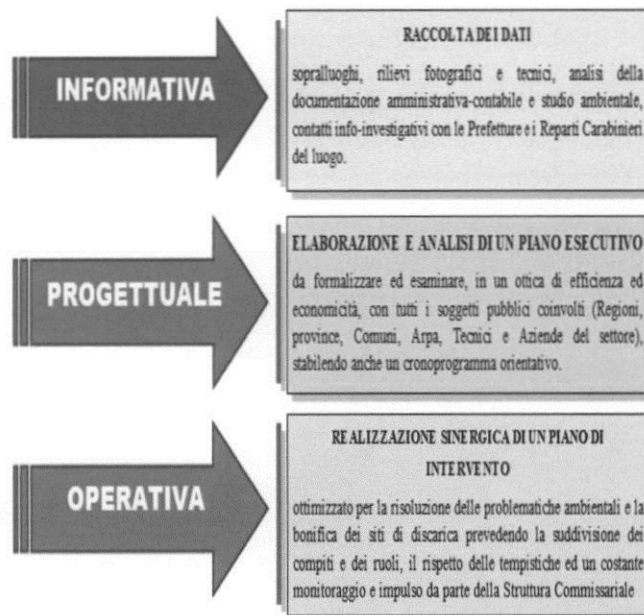 INFORMATIVA
RACCOLTA DEI DATI
sopralluoghi, rilievi fotografici e tecnici, analisi della
documentazione amministrativa-contabile e studio ambientale,
contatti info-investigativi con le Prefetture e i Reparti Carabinieri
del luogo.
PROGETTUALE
ELABORAZIONE E ANALISI DI UN PIANO ESECUTIVO
da formalizzare ed esaminare, in un ottica di efficienza ed
economicità, con tutti i soggetti pubblici coinvolti (Regioni,
province, Comuni, Arpa, Tecnici e Aziende del settore),
stabilendo anche un cronoprogramma orientativo.
OPERATIVA
REALIZZAZIONE SINERGICA DI UN PIANO DI
INTERVENTO
ottimizzato per la risoluzione delle problematiche ambientali e la
bonifica dei siti di discarica prevedendo la suddivisione dei
compiti e dei ruoli, il rispetto delle tempistiche ed un costante
monitoraggio e impulso da parte della Struttura Commissariale